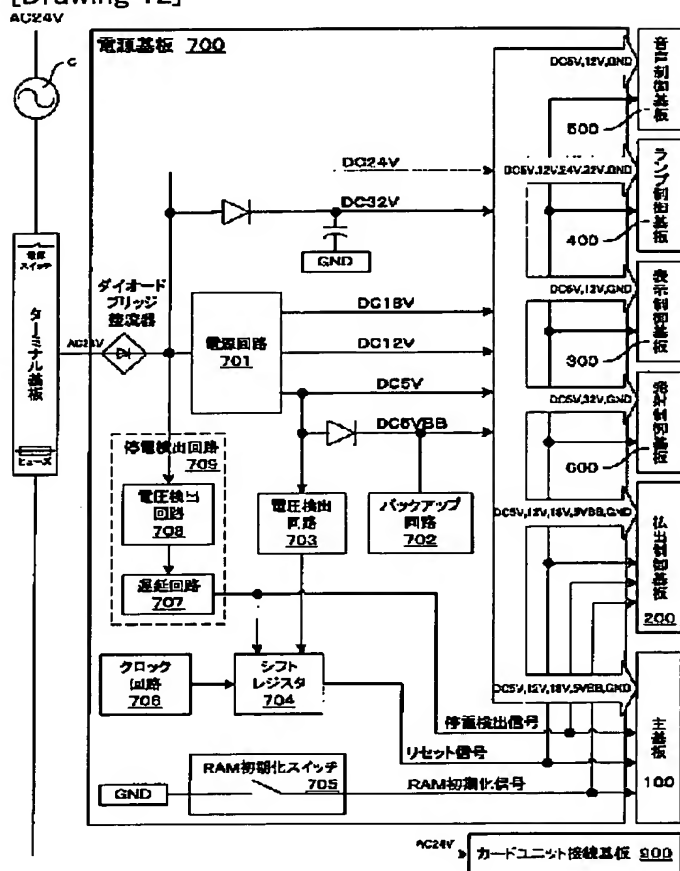 [Drawing 12]
AC24V
電源基板 700
C
電源
スイッチ
ターミナル基板
ヒューズ
AC24V
ダイオード
ブリッジ
整流器
DC24V
DC32V
GND
電源回路
701
DC18V
DC12V
DC5V
DC5VBB
停電検出回路
709
電圧検出
回路
708
遅延回路
707
電圧検出
回路
703
バックアップ
回路
702
クロック
回路
706
シフト
レジスタ
704
停電検出信号
リセット信号
RAM初期化スイッチ
705
GND
RAM初期化信号
DC5V,12V,GND
音声制御基板
500
DC5V,12V,24V,32V,GND
ランプ制御基板
400
DC5V,12V,GND
表示制御基板
300
DC5V,32V,GND
発射制御基板
600
DC5V,12V,18V,5VBB,GND
払出制御基板
200
DC5V,12V,18V,5VBB,GND
主基板
100
AC24V
カードユニット接続基板 900